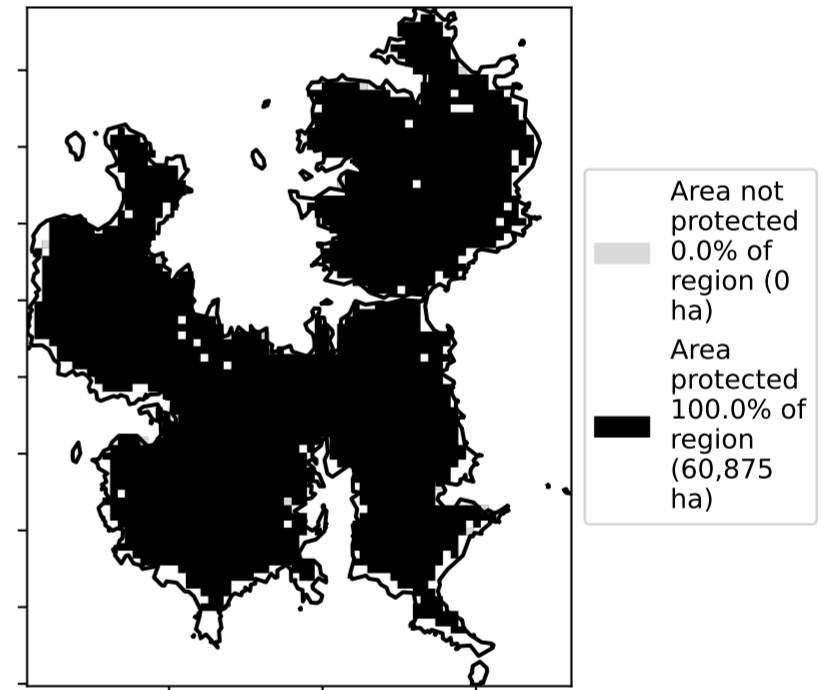 Area not
protected
0.0% of
region (0
ha)
Area
protected
100.0% of
region
(60,875
ha)